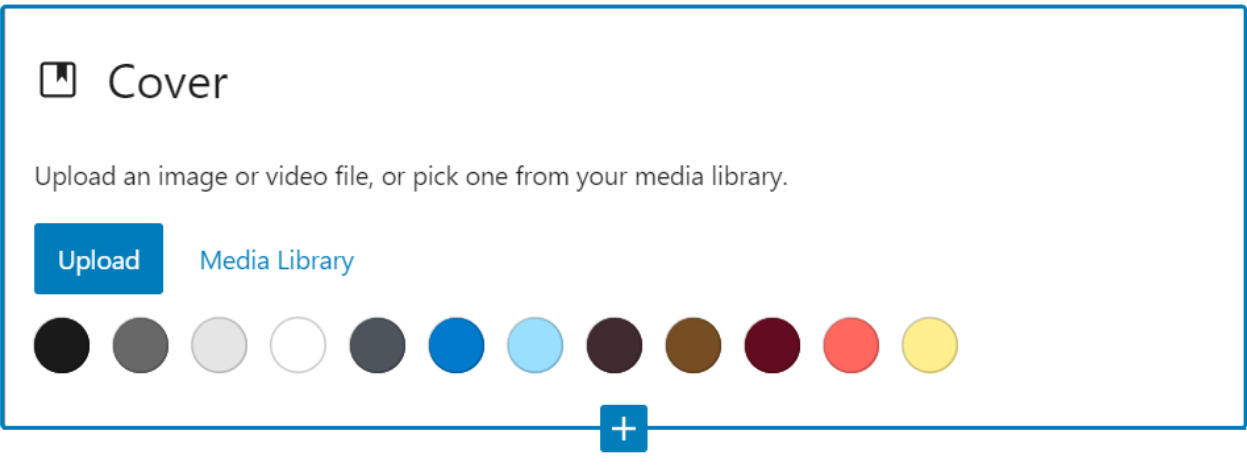 Cover
Upload an image or video file, or pick one from your media library.
Upload
Media Library